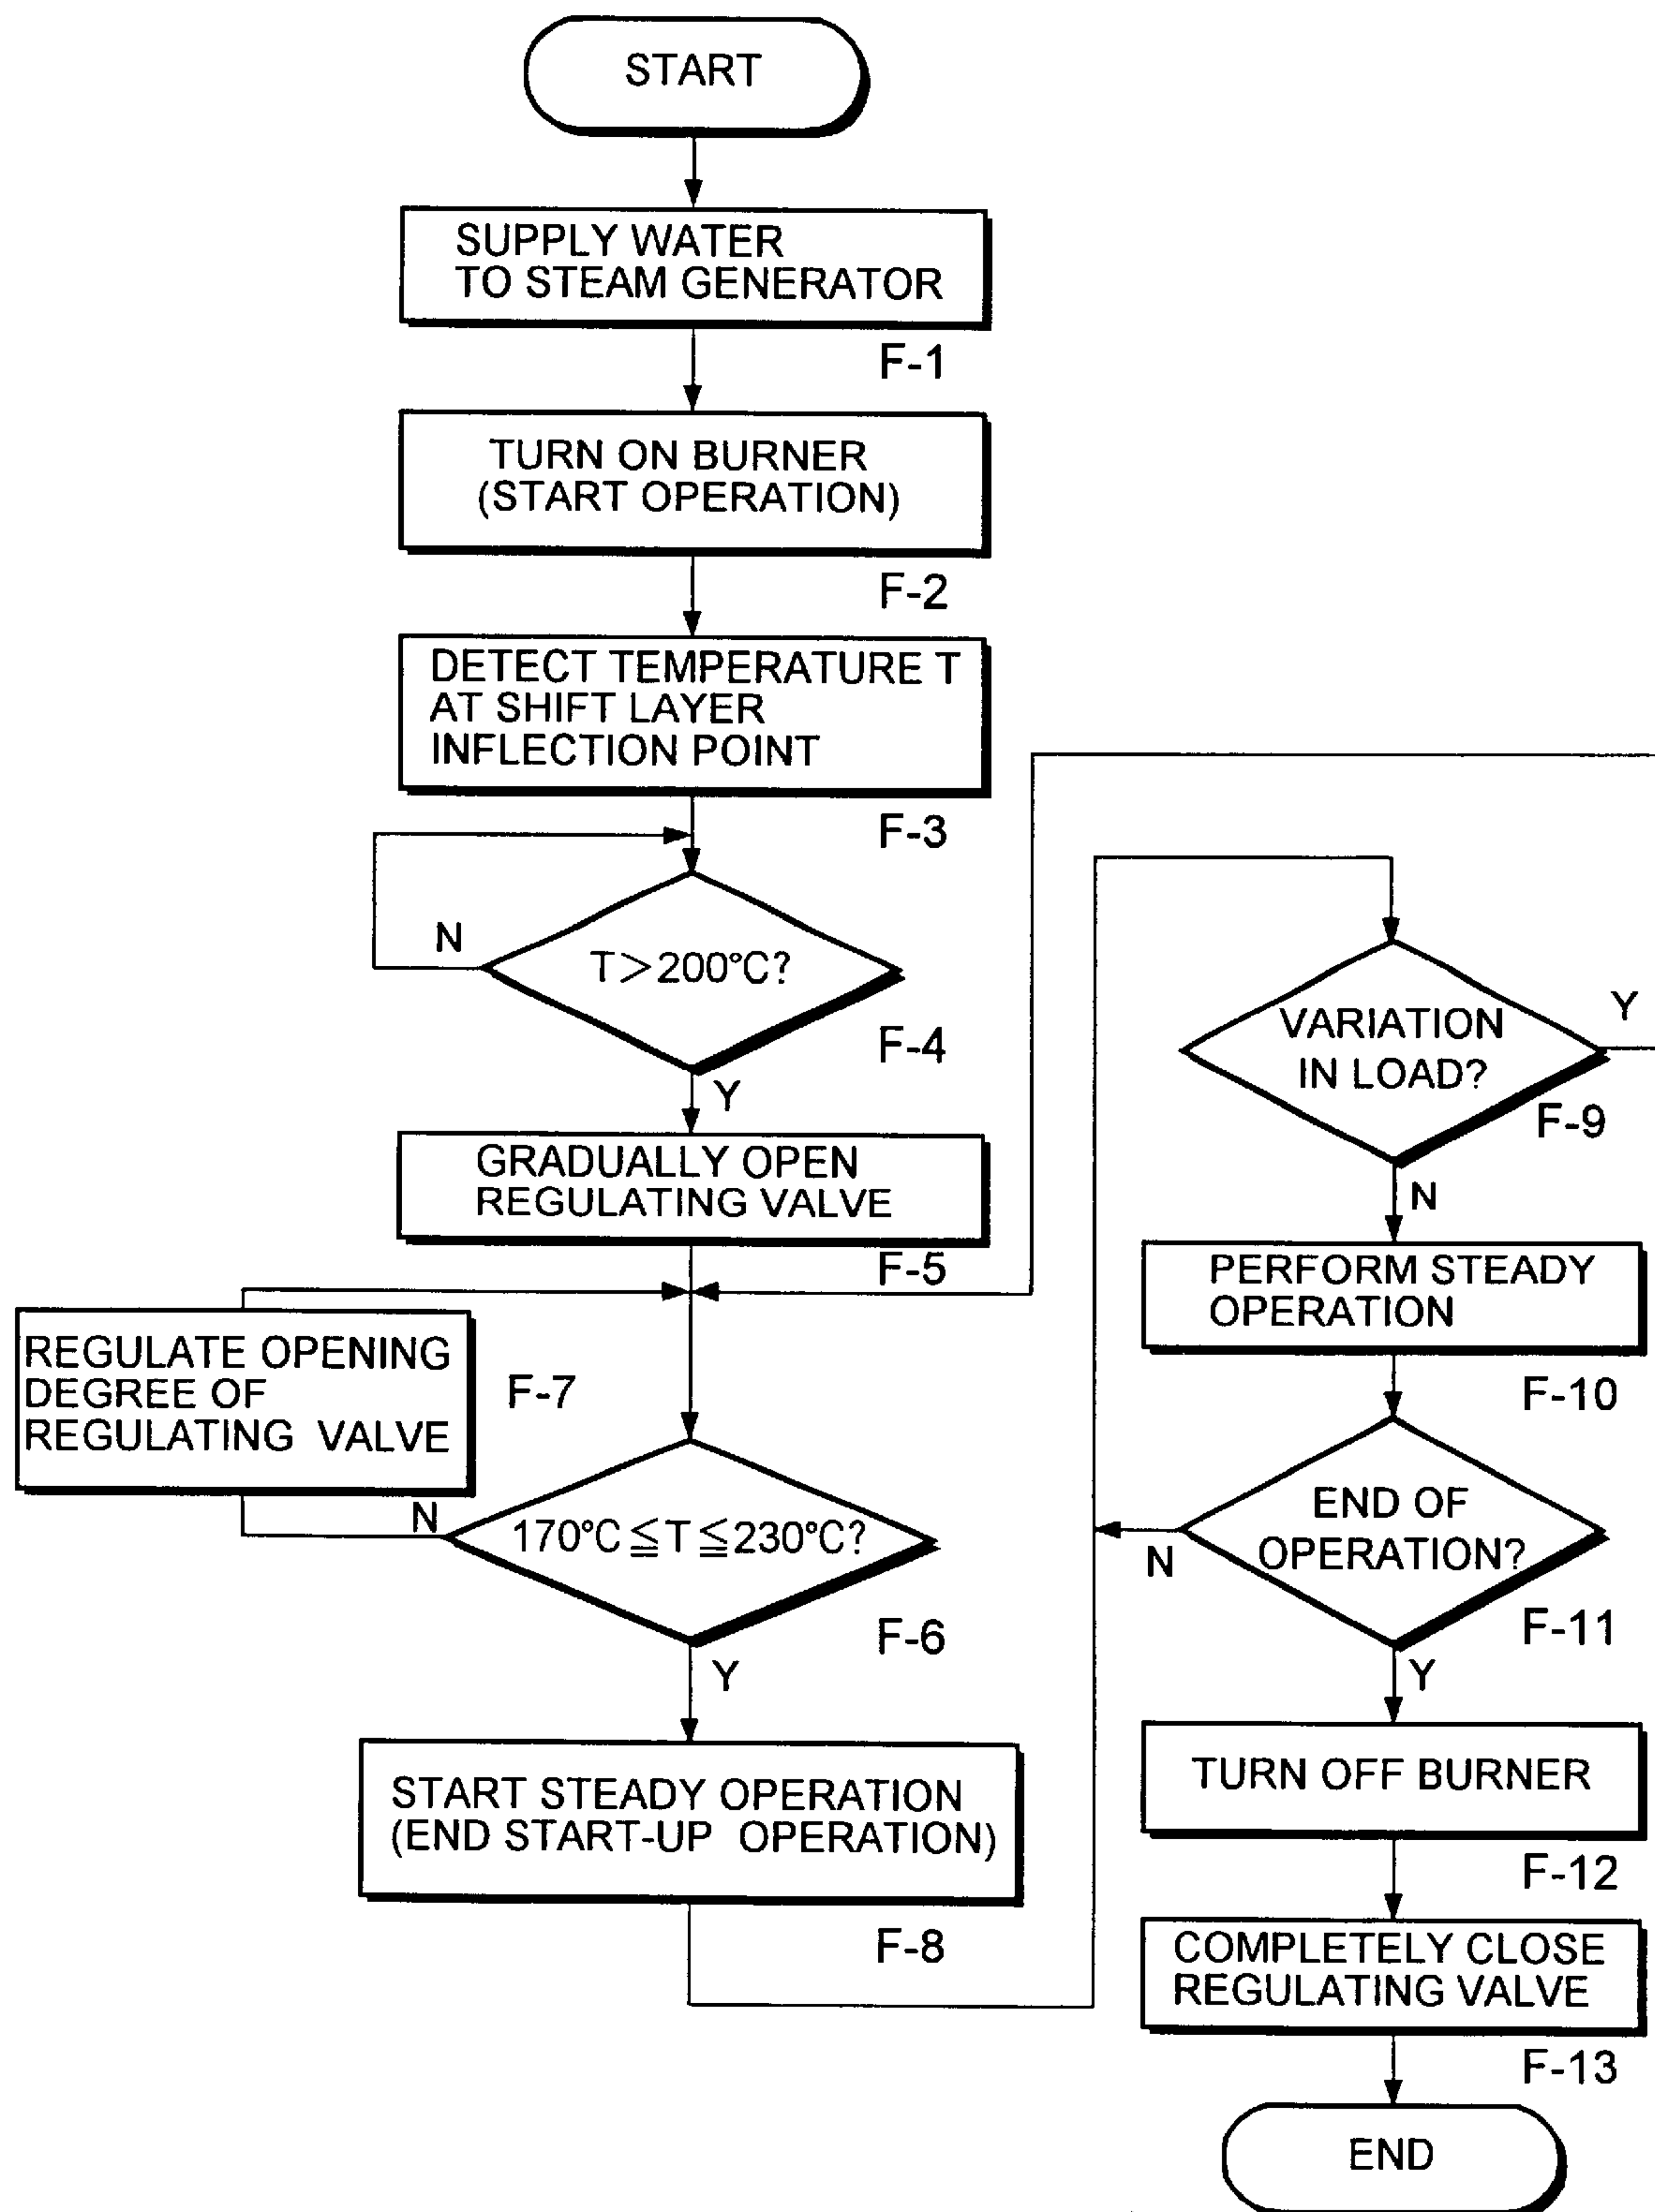 START
SUPPLY WATER
TO STEAM GENERATOR
F-1
TURN ON BURNER
(START OPERATION)
F-2
DETECT TEMPERATURE T
AT SHIFT LAYER
INFLECTION POINT
F-3
N
T>200°C?
F-4
Y
GRADUALLY OPEN
REGULATING VALVE
F-5
REGULATE OPENING
DEGREE OF
REGULATING VALVE
F-7
N
170°C≦T≦230°C?
F-6
Y
START STEADY OPERATION
(END START-UP OPERATION)
F-8
VARIATION
IN LOAD?
Y
F-9
N
PERFORM STEADY
OPERATION
F-10
END OF
OPERATION?
N
F-11
Y
TURN OFF BURNER
F-12
COMPLETELY CLOSE
REGULATING VALVE
F-13
END